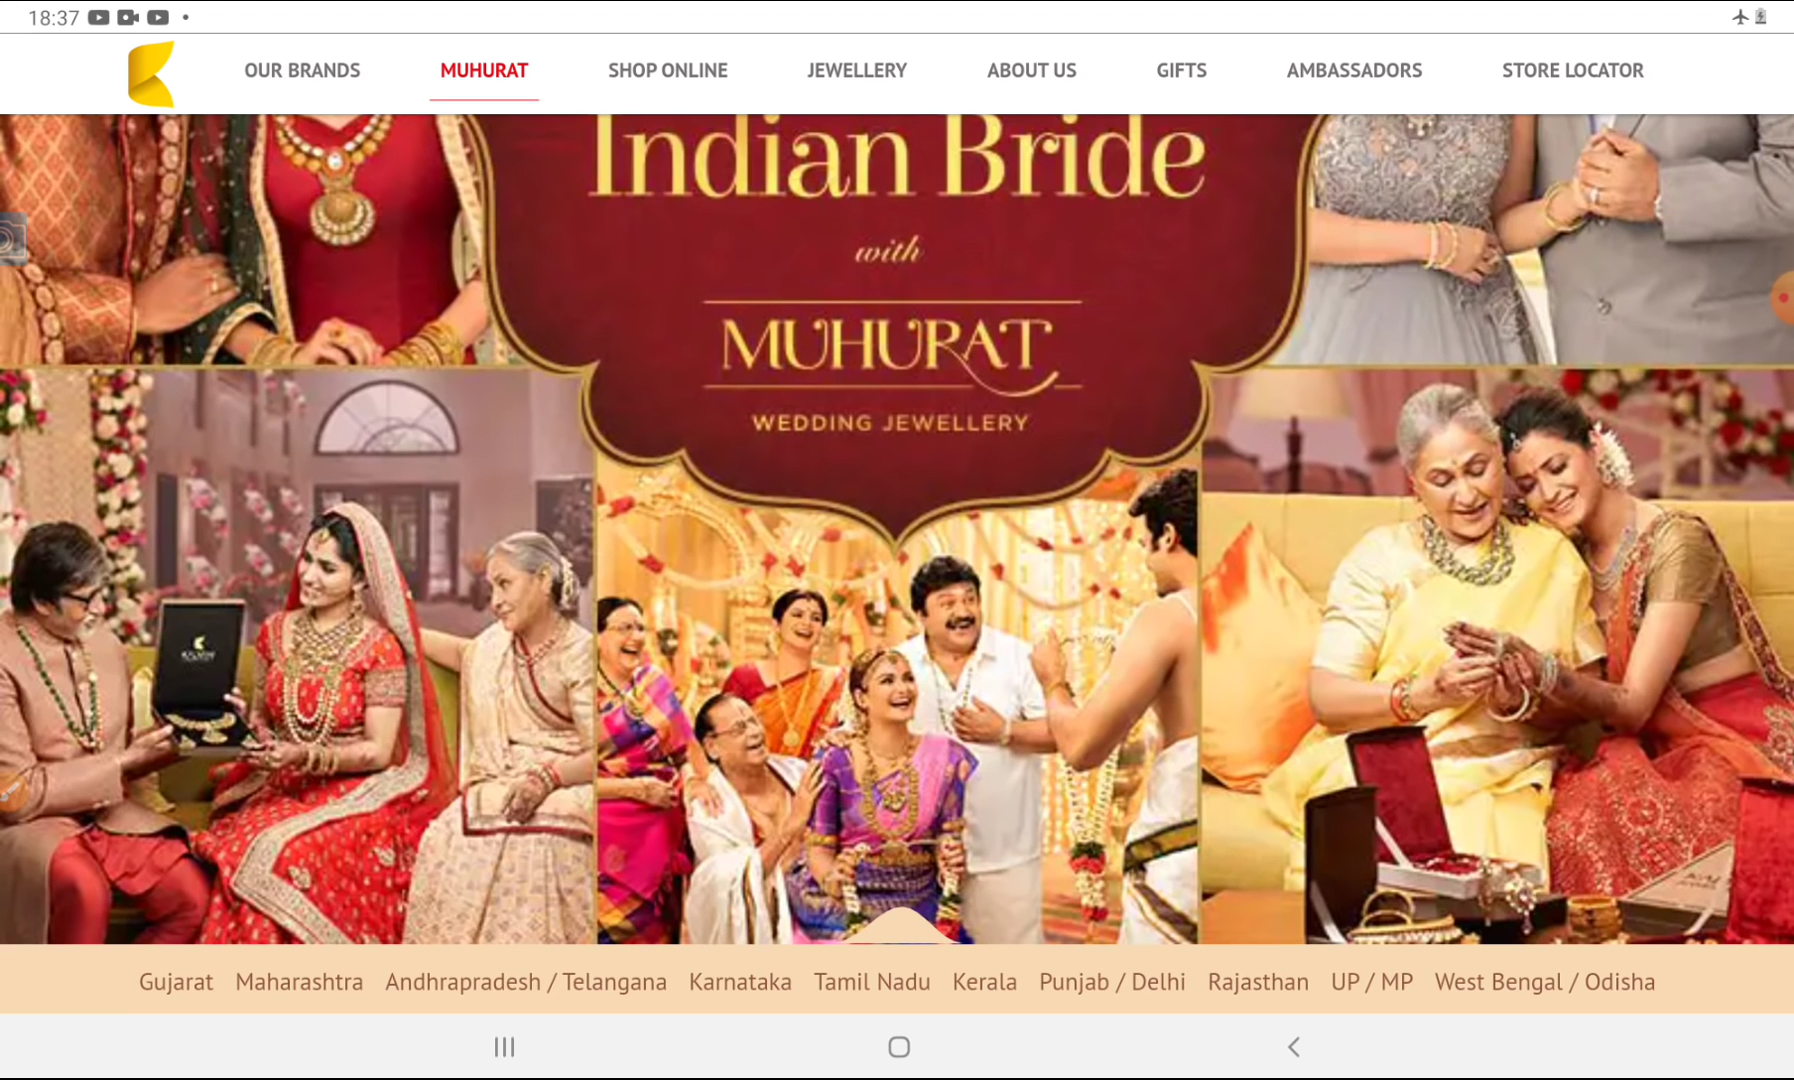 18:37
OUR BRANDS MUHURAT SHOP ONLINE JEWELLERY ABOUT US GIFTS AMBASSADORS STORE LOCATOR
Indian Bride
with
MUHURAT
WEDDING JEWELLERY
Gujarat Maharashtra Andhrapradesh / Telangana Karnataka Tamil Nadu Kerala Punjab / Delhi Rajasthan UP / MP West Bengal / Odisha